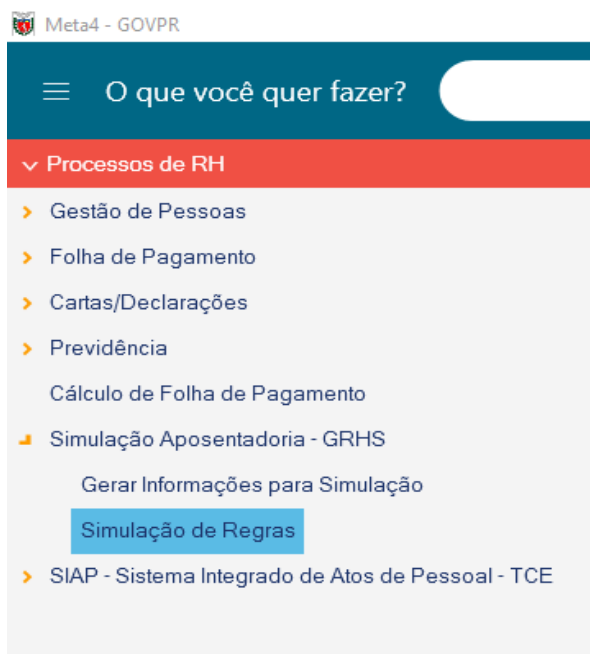 Meta4 - GOVPR
O que você quer fazer?
Processos de RH
Gestão de Pessoas
Folha de Pagamento
Cartas/Declarações
Previdência
Cálculo de Folha de Pagamento
Simulação Aposentadoria - GRHS
Gerar Informações para Simulação
Simulação de Regras
SIAP - Sistema Integrado de Atos de Pessoal - TCE